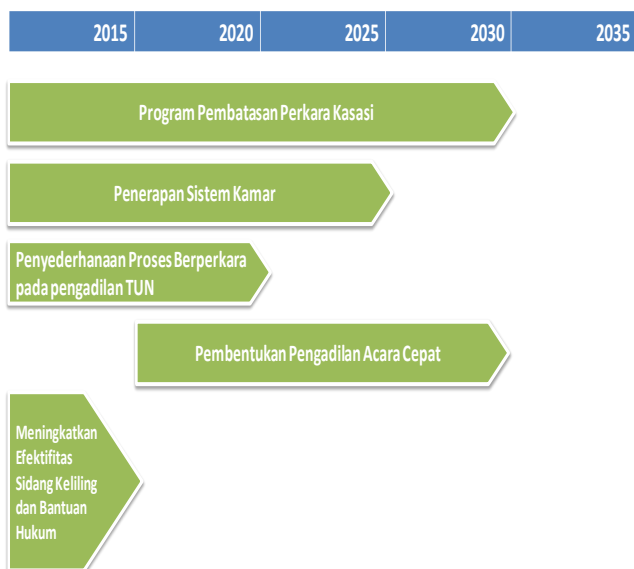 2015 2020 2025 2030 2035
Program Pembatasan Perkara Kasasi
Penerapan Sistem Kamar
Penyederhanaan Proses Berperkara
pada pengadilan TUN
Pembentukan Pengadilan Acara Cepat
Meningkatkan
Efektifitas
Sidang Keliling
dan Bantuan
Hukum